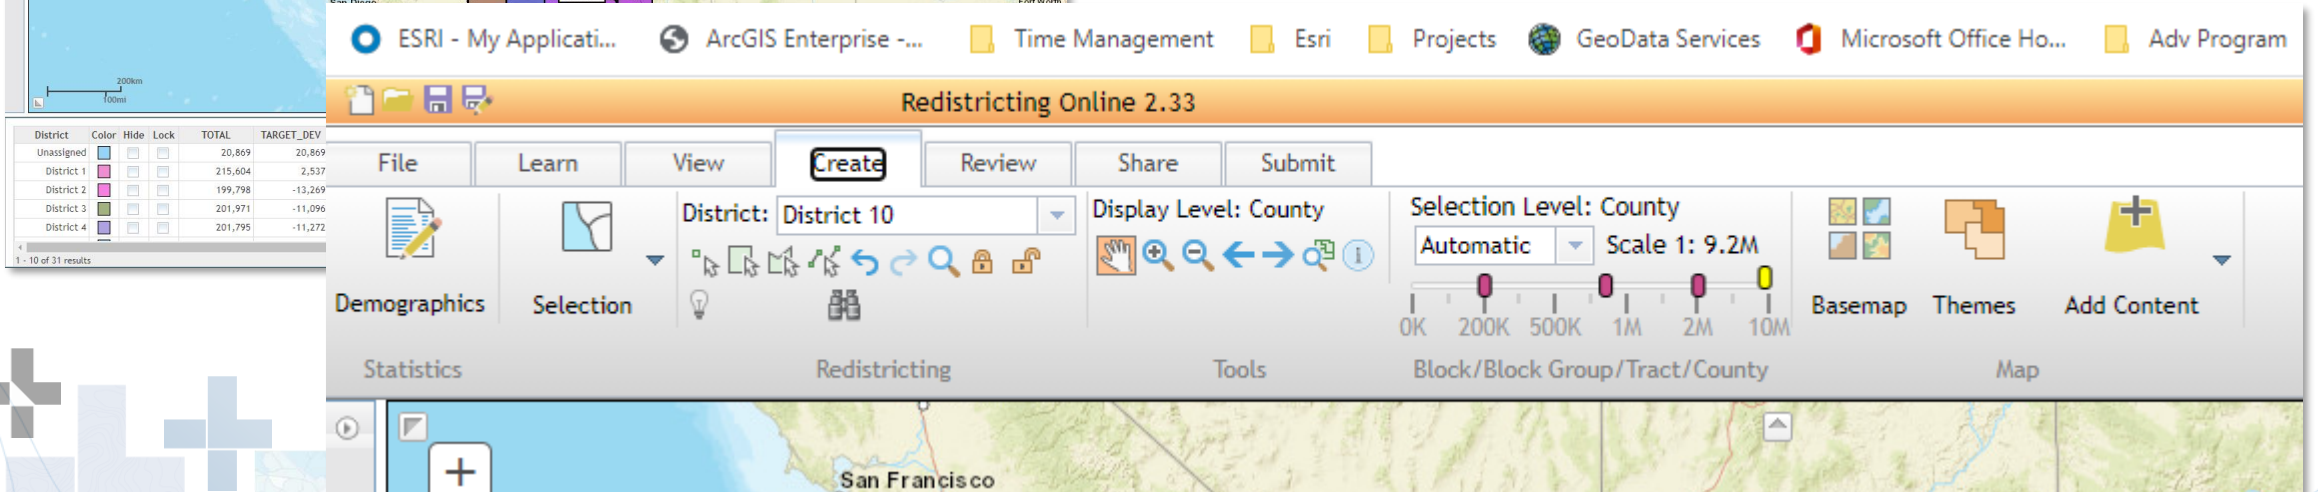 San Diego
Fort Worth
ESRI - My Applicati... ArcGIS Enterprise -... Time Management Esri Projects GeoData Services Microsoft Office Ho... Adv Program
200km
100mi
Redistricting Online 2.33
District Color Hide Lock TOTAL TARGET_DEV
Unassigned 20,869 20,869
District 1 215,604 2,537
District 2 199,798 -13,269
District 3 201,971 -11,096
District 4 201,795 -11,272
1 - 10 of 31 results
File Learn View Create Review Share Submit
District: District 10 Display Level: County Selection Level: County
Automatic Scale 1: 9.2M
Demographics Selection Basemap Themes Add Content
0K 200K 500K 1M 2M 10M
Statistics Redistricting Tools Block/Block Group/Tract/County Map
San Francisco